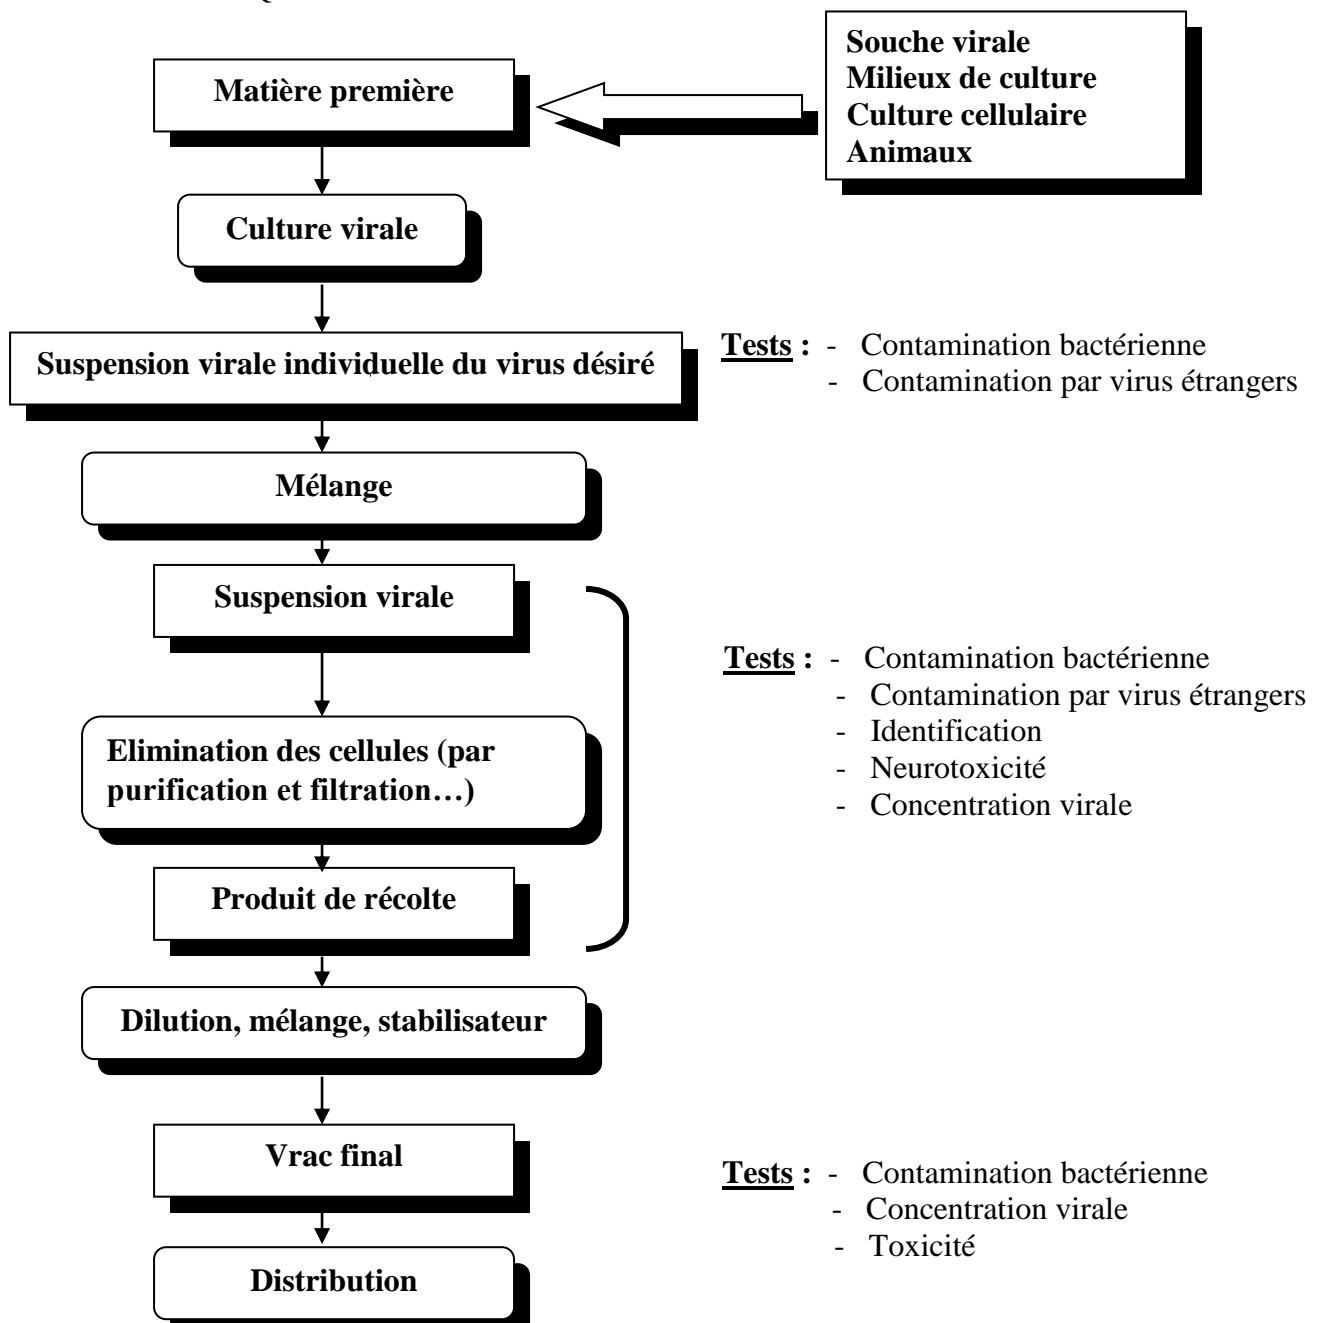 Souche virale
Milieux de culture
Culture cellulaire
Animaux
Matière première
Culture virale
Suspension virale individuelle du virus désiré
Tests : - Contamination bactérienne
- Contamination par virus étrangers
Mélange
Suspension virale
Elimination des cellules (par
purification et filtration…)
Produit de récolte
Tests : - Contamination bactérienne
- Contamination par virus étrangers
- Identification
- Neurotoxicité
- Concentration virale
Dilution, mélange, stabilisateur
Vrac final
Tests : - Contamination bactérienne
- Concentration virale
- Toxicité
Distribution